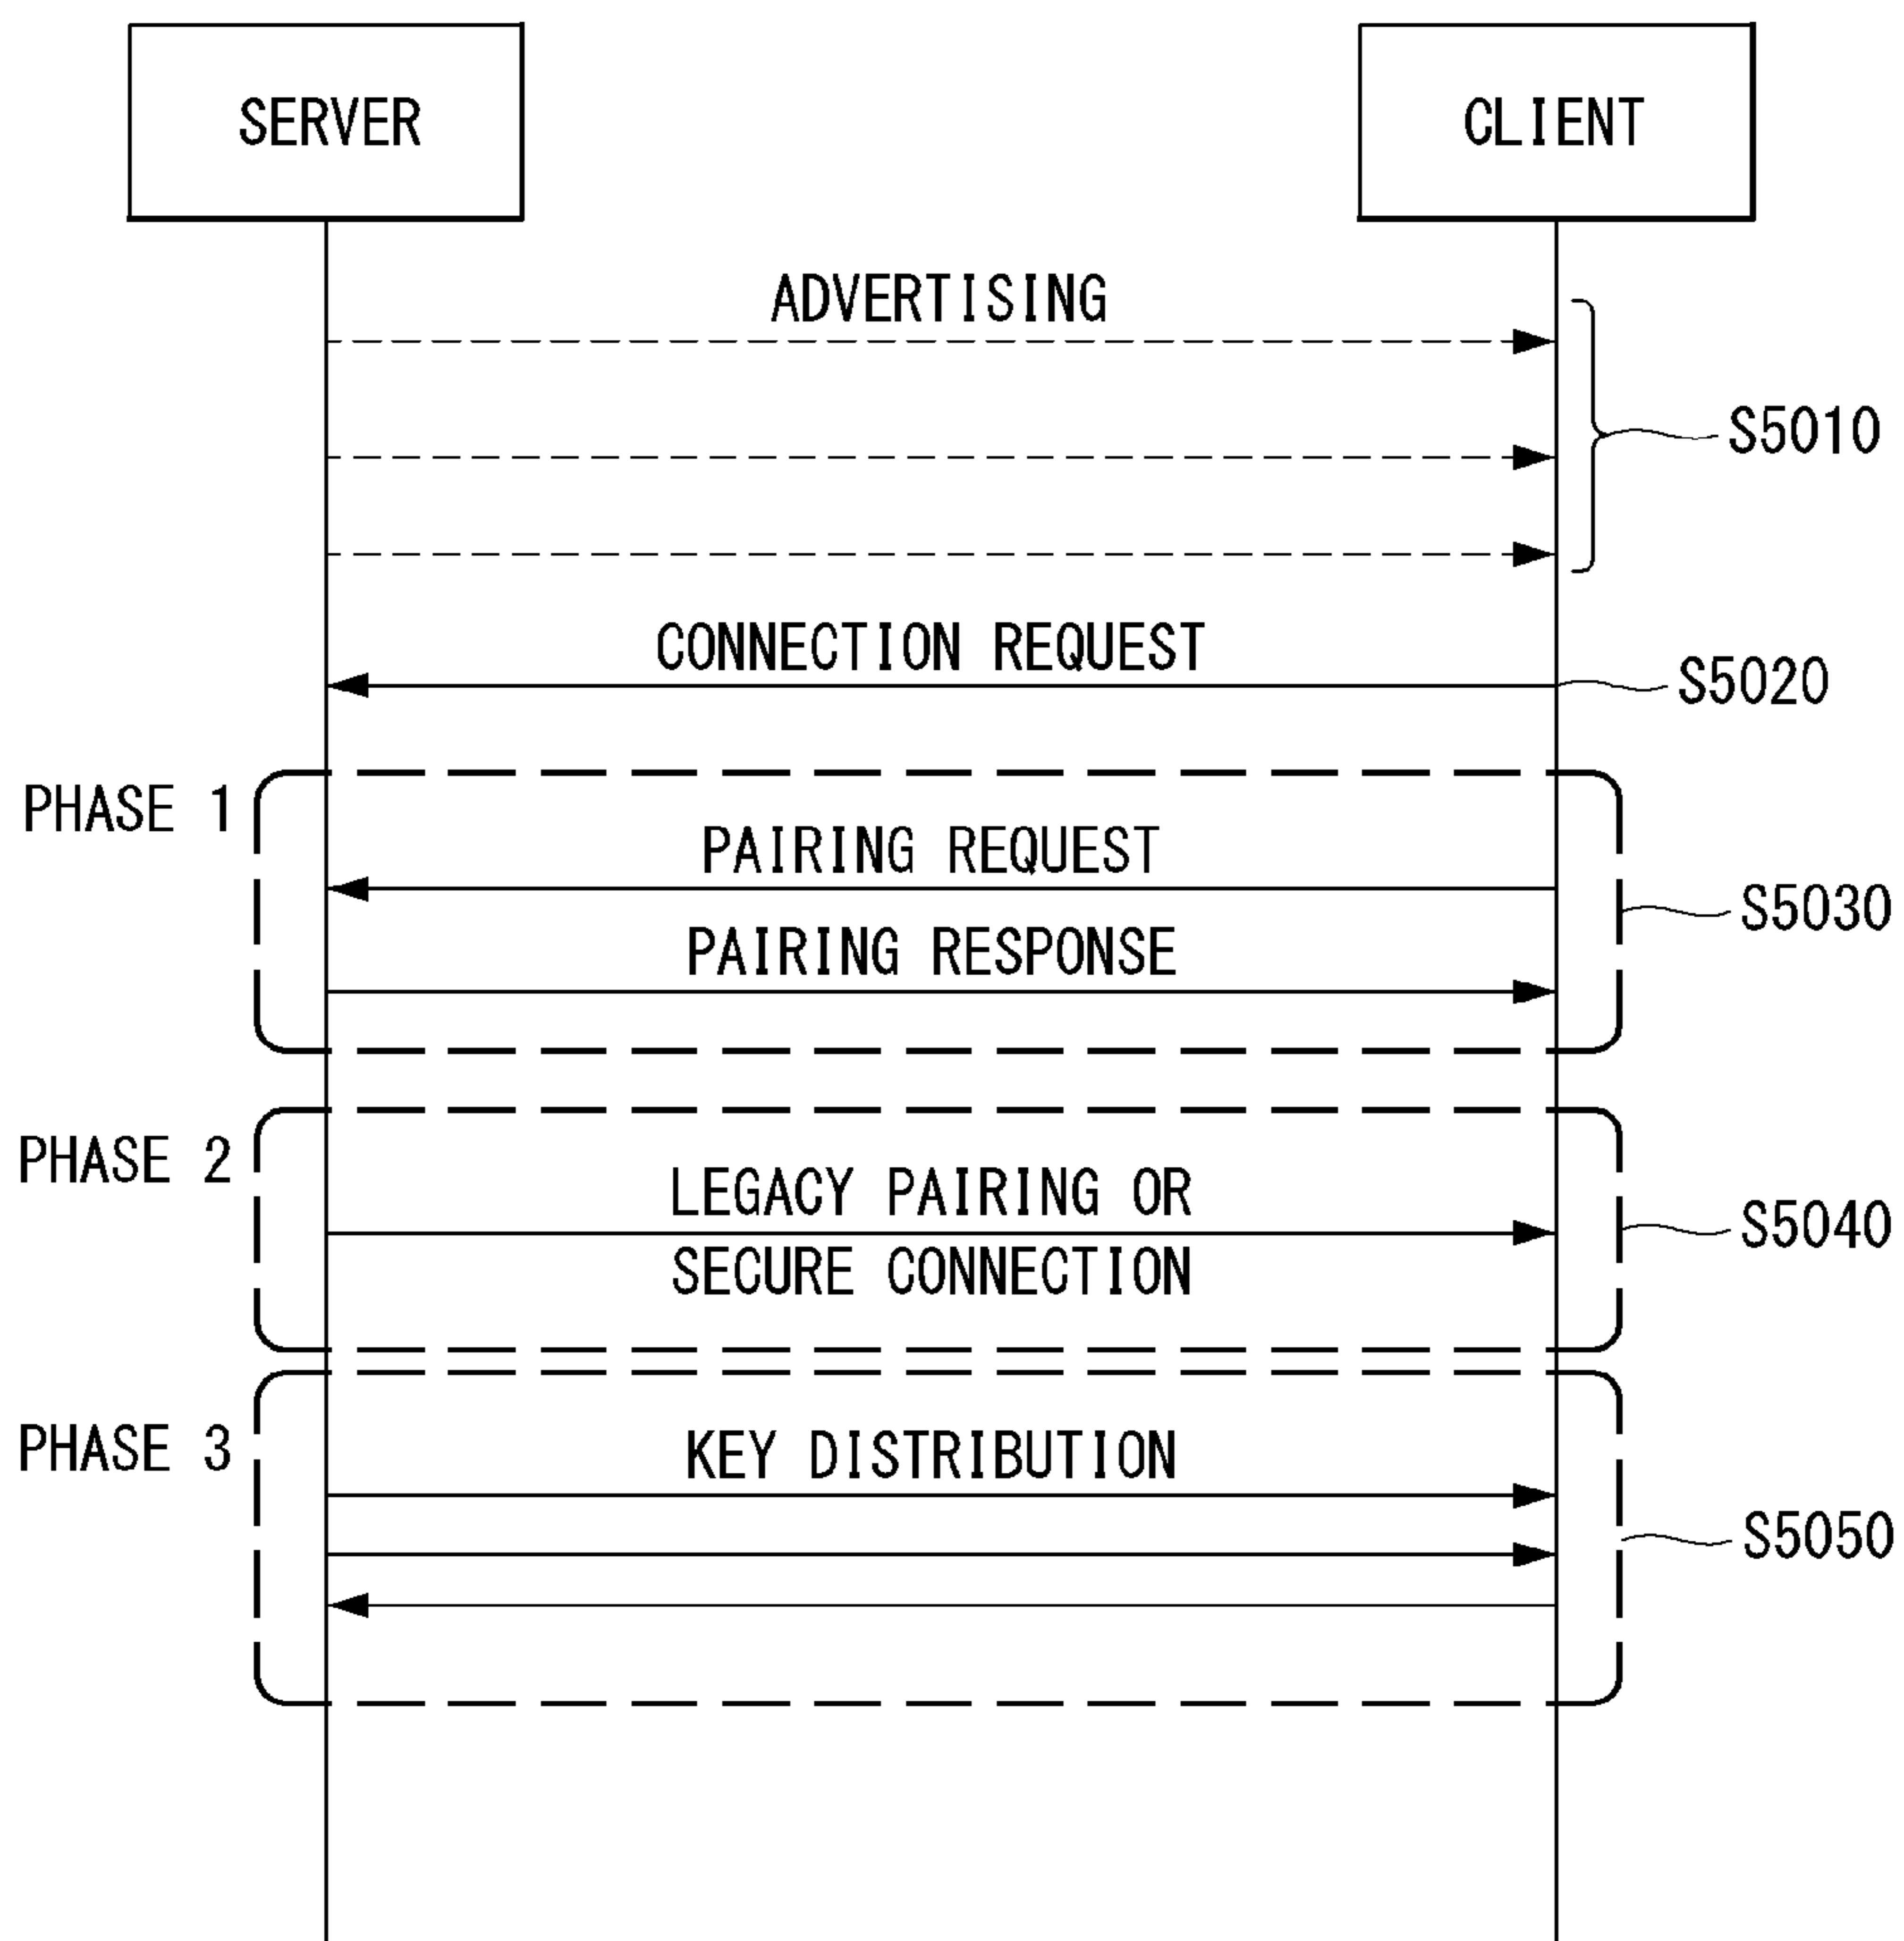 SERVER
CLIENT
ADVERTISING
S5010
CONNECTION REQUEST
S5020
PHASE 1
PAIRING REQUEST
S5030
PAIRING RESPONSE
PHASE 2
LEGACY PAIRING OR
SECURE CONNECTION
S5040
PHASE 3
KEY DISTRIBUTION
S5050